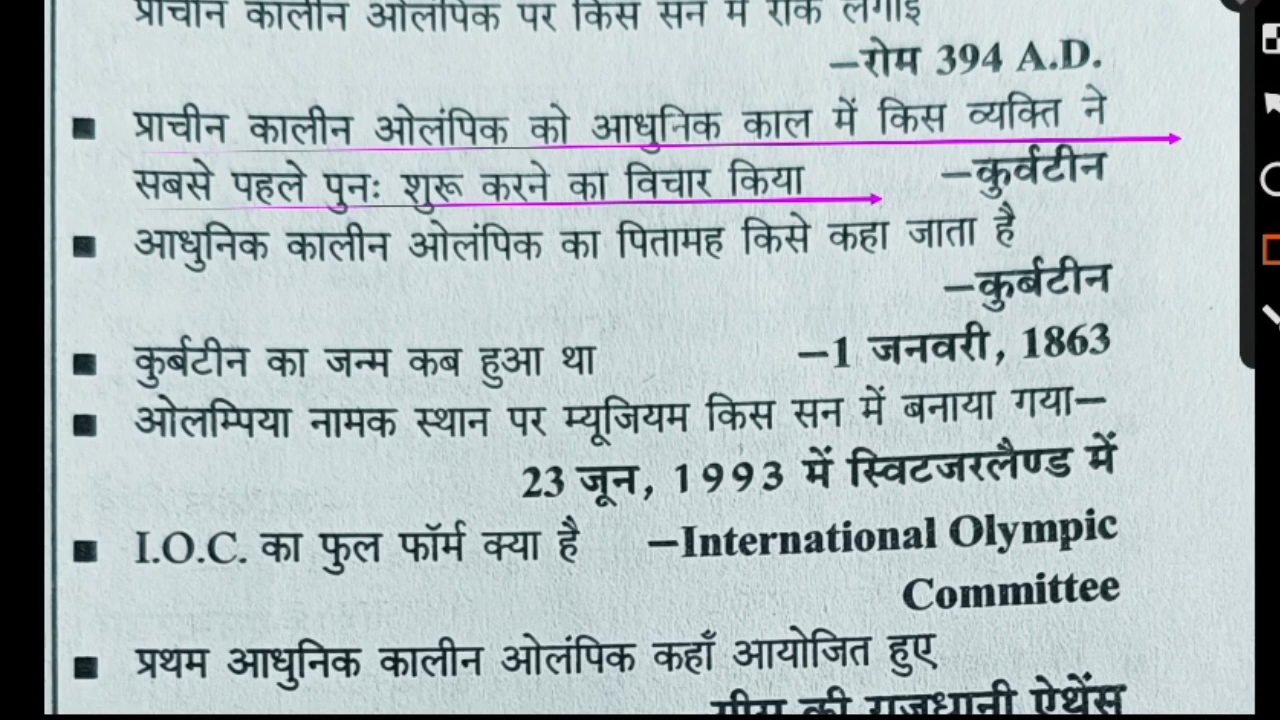 प्राचीन कालीन ओलंपिक पर किस सन में रोक लगाई
–रोम 394 A.D.
■ प्राचीन कालीन ओलंपिक को आधुनिक काल में किस व्यक्ति ने
सबसे पहले पुनः शुरू करने का विचार किया –कुर्वटीन
■ आधुनिक कालीन ओलंपिक का पितामह किसे कहा जाता है
–कुर्बटीन
■ कुर्बटीन का जन्म कब हुआ था –1 जनवरी, 1863
■ ओलम्पिया नामक स्थान पर म्यूजियम किस सन में बनाया गया–
23 जून, 1993 में स्विटजरलैण्ड में
■ I.O.C. का फुल फॉर्म क्या है –International Olympic
Committee
■ प्रथम आधुनिक कालीन ओलंपिक कहाँ आयोजित हुए
ग्रीस की राजधानी ऐथेंस